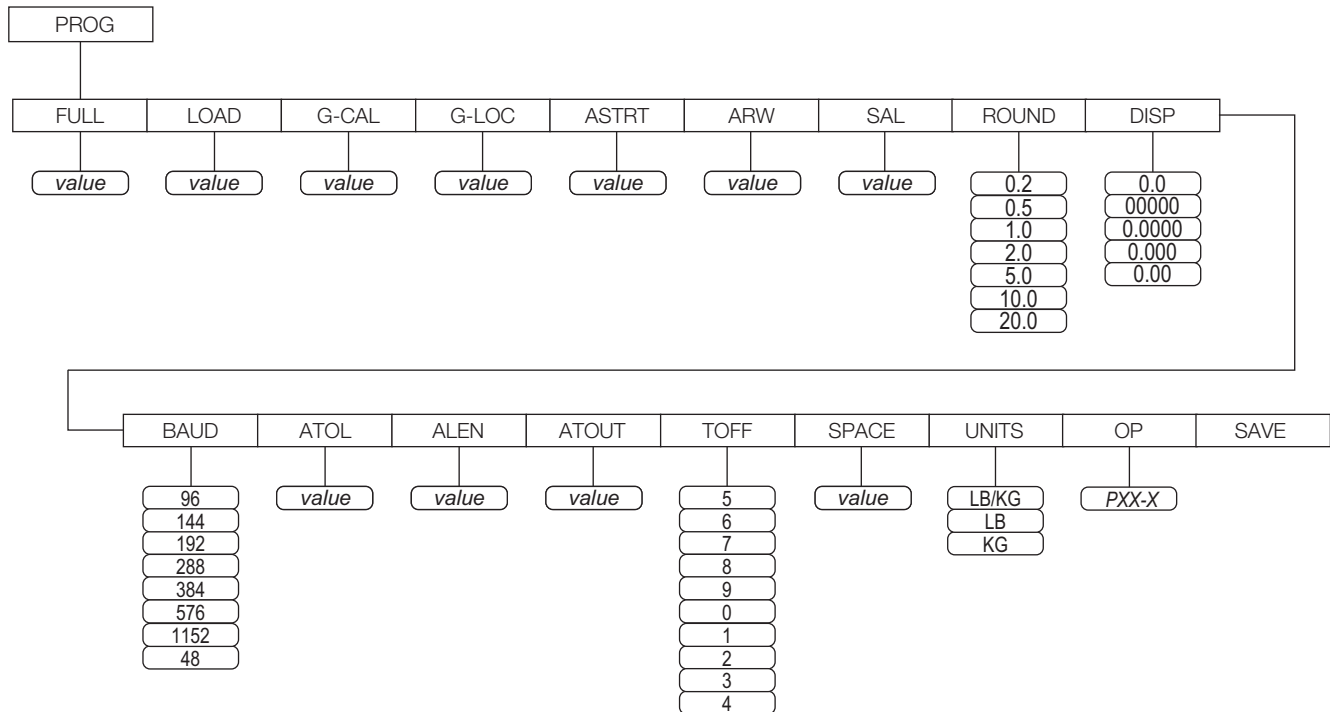 PROG
FULL LOAD G-CAL G-LOC ASTRT ARW SAL ROUND DISP
value value value value value value value 0.2 0.0
0.5 00000
1.0 0.0000
2.0 0.000
5.0 0.00
10.0
20.0
BAUD ATOL ALEN ATOUT TOFF SPACE UNITS OP SAVE
96 value value value 5 value LB/KG PXX-X
144 6 LB
192 7 KG
288 8
384 9
576 0
1152 1
48 2
3
4